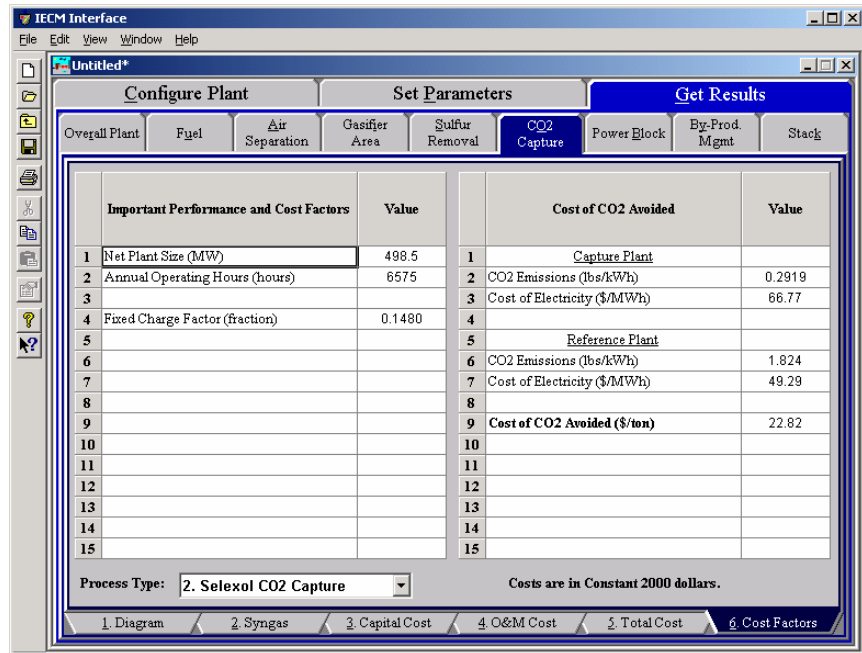 IECM Interface
File Edit View Window Help
Untitled*
Configure Plant Set Parameters Get Results
Overall Plant Fuel Air Separation Gasifier Area Sulfur Removal CO2 Capture Power Block By-Prod. Mgmt Stack
Important Performance and Cost Factors Value Cost of CO2 Avoided Value
1 Net Plant Size (MW) 498.5 1 Capture Plant
2 Annual Operating Hours (hours) 6575 2 CO2 Emissions (lbs/kWh) 0.2919
3 3 Cost of Electricity ($/MWh) 66.77
4 Fixed Charge Factor (fraction) 0.1480 4
5 5 Reference Plant
6 6 CO2 Emissions (lbs/kWh) 1.824
7 7 Cost of Electricity ($/MWh) 49.29
8 8
9 9 Cost of CO2 Avoided ($/ton) 22.82
10 10
11 11
12 12
13 13
14 14
15 15
Process Type: 2. Selexol CO2 Capture Costs are in Constant 2000 dollars.
1. Diagram 2. Syngas 3. Capital Cost 4. O&M Cost 5. Total Cost 6. Cost Factors